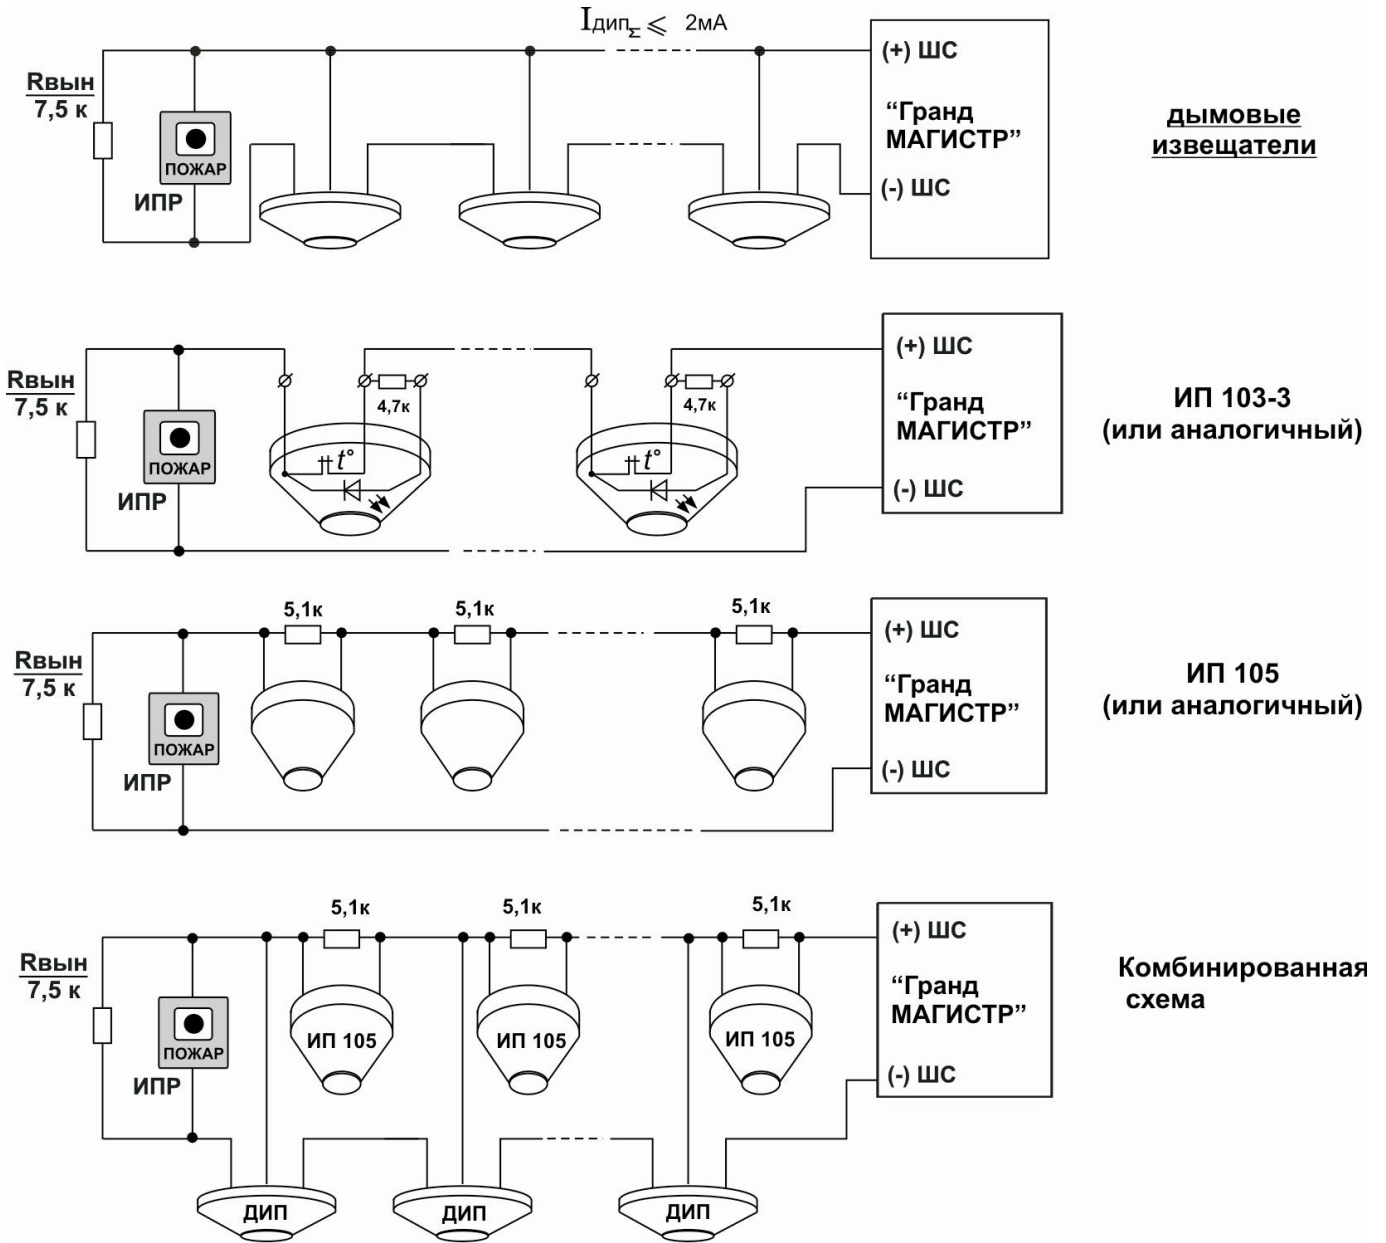 IДИПΣ ⩽ 2мА
(+) ШС
Rвын
7,5 к
“Гранд
МАГИСТР”
дымовые
извещатели
ПОЖАР
ИПР
(-) ШС
(+) ШС
Rвын
7,5 к
4,7к
4,7к
“Гранд
МАГИСТР”
ИП 103-3
(или аналогичный)
ПОЖАР
ИПР
t°
t°
(-) ШС
5,1к
5,1к
5,1к
(+) ШС
Rвын
7,5 к
“Гранд
МАГИСТР”
ИП 105
(или аналогичный)
ПОЖАР
ИПР
(-) ШС
5,1к
5,1к
5,1к
(+) ШС
Rвын
7,5 к
“Гранд
МАГИСТР”
Комбинированная
схема
ПОЖАР
ИПР
ИП 105
ИП 105
ИП 105
(-) ШС
ДИП
ДИП
ДИП